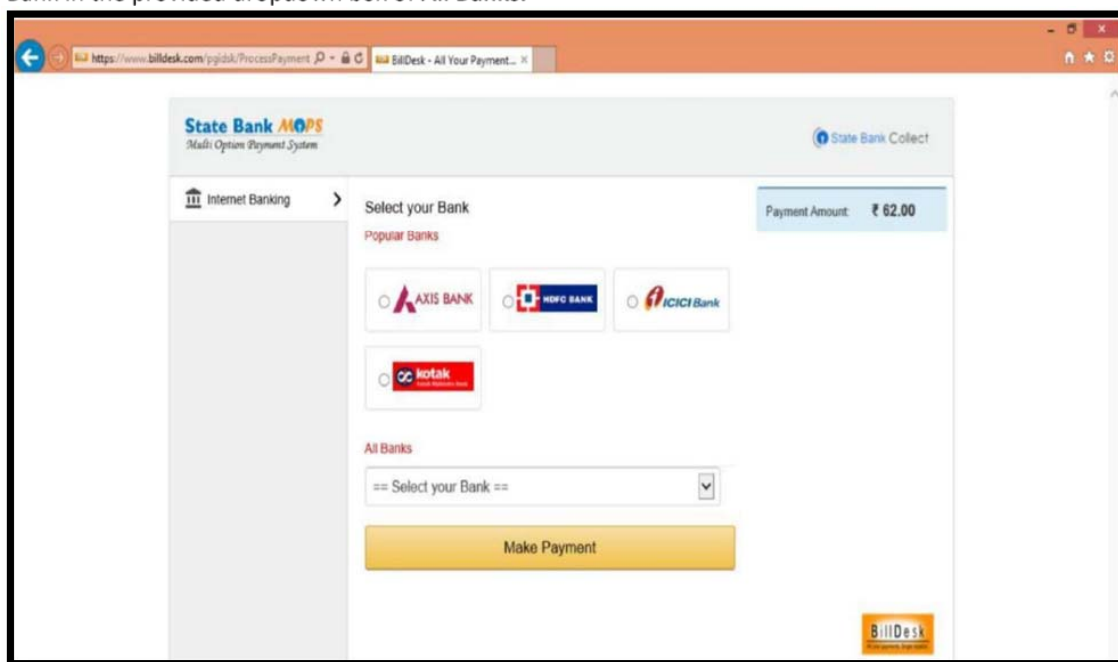 Bank in the provided dropdown box of All Banks.
https://www.billdesk.com/pgidsk/ProcessPayment
BillDesk - All Your Payment...
State Bank MOPS
Multi Option Payment System
State Bank Collect
Internet Banking
Select your Bank
Payment Amount: ₹ 62.00
Popular Banks
AXIS BANK
HDFC BANK
ICICI Bank
kotak
All Banks
== Select your Bank ==
Make Payment
BillDesk